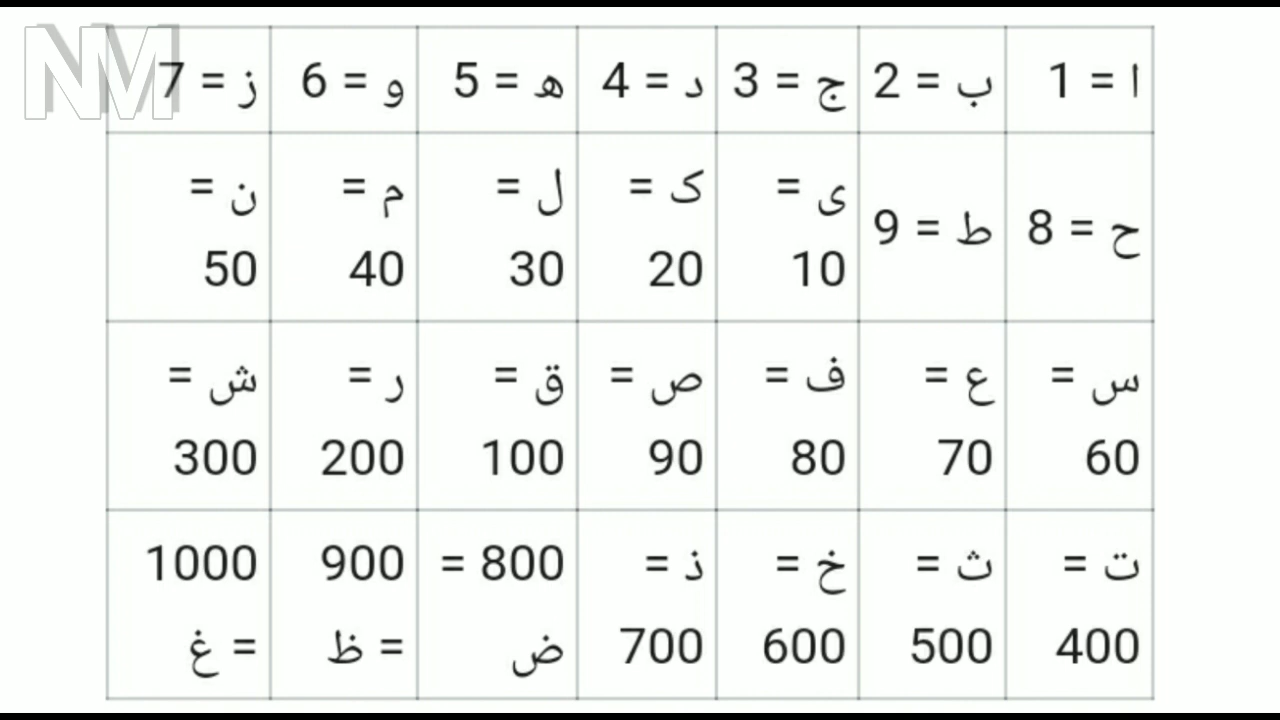 NM
ا = 1
ب = 2
ج = 3
د = 4
ھ = 5
و = 6
ز = 7
ح = 8
ط = 9
ی =
10
ک =
20
ل =
30
م =
40
ن =
50
س =
60
ع =
70
ف =
80
ص =
90
ق =
100
ر =
200
ش =
300
ت =
400
ث =
500
خ =
600
ذ =
700
800 =
ض
900
= ظ
1000
= غ